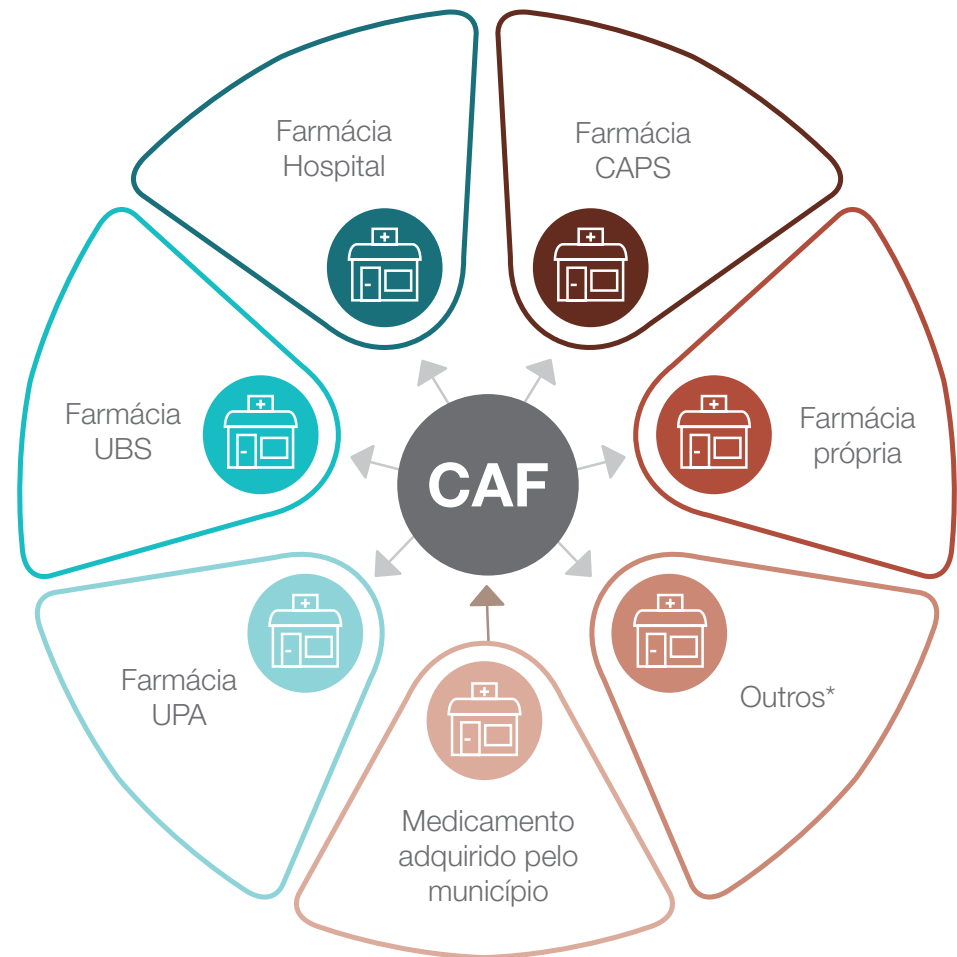 Farmácia
Hospital
Farmácia
CAPS
Farmácia
UBS
CAF
Farmácia
própria
Farmácia
UPA
Outros*
Medicamento
adquirido pelo
município